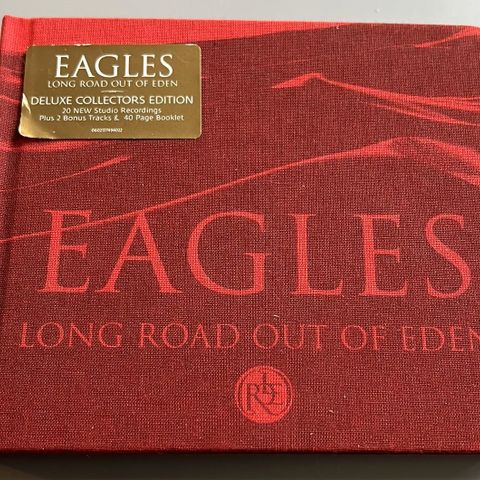 EAGLES
LONG ROAD OUT OF EDEN
DELUXE COLLECTORS EDITION
20 NEW Studio Recordings
Plus 2 Bonus Tracks & 40 Page Booklet
EAGLES
LONG ROAD OUT OF EDEN